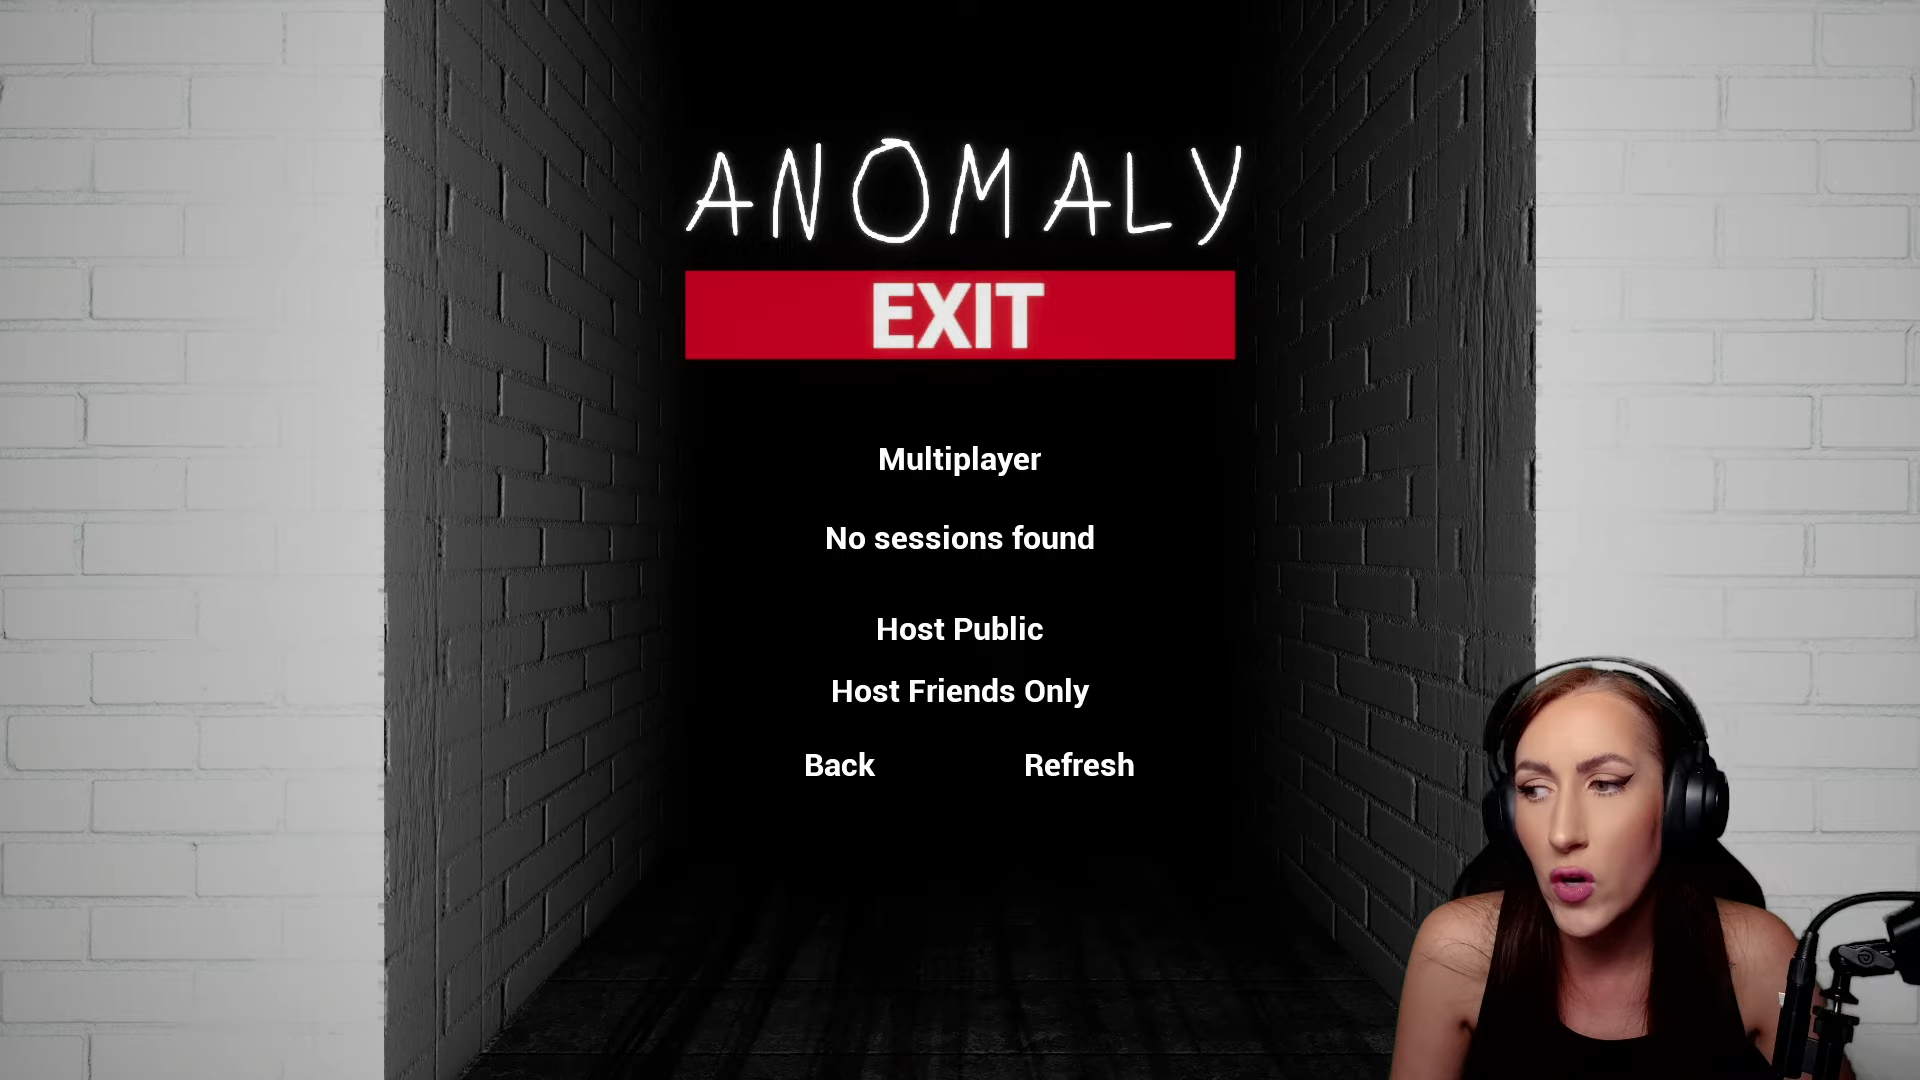 ANOMALY
EXIT
Multiplayer
No sessions found
Host Public
Host Friends Only
Back Refresh